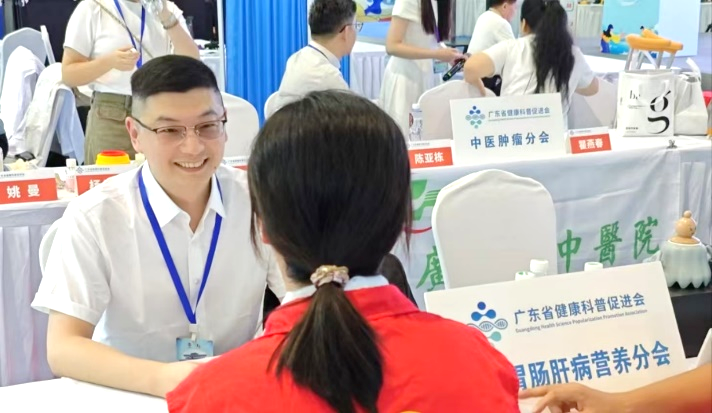 广东省健康科普促进会
中医肿瘤分会
陈亚栋
翟燕春
姚 曼
中醫院
广东省健康科普促进会
Guangdong Health Science Popularization Promotion Association
胃肠肝病营养分会
g